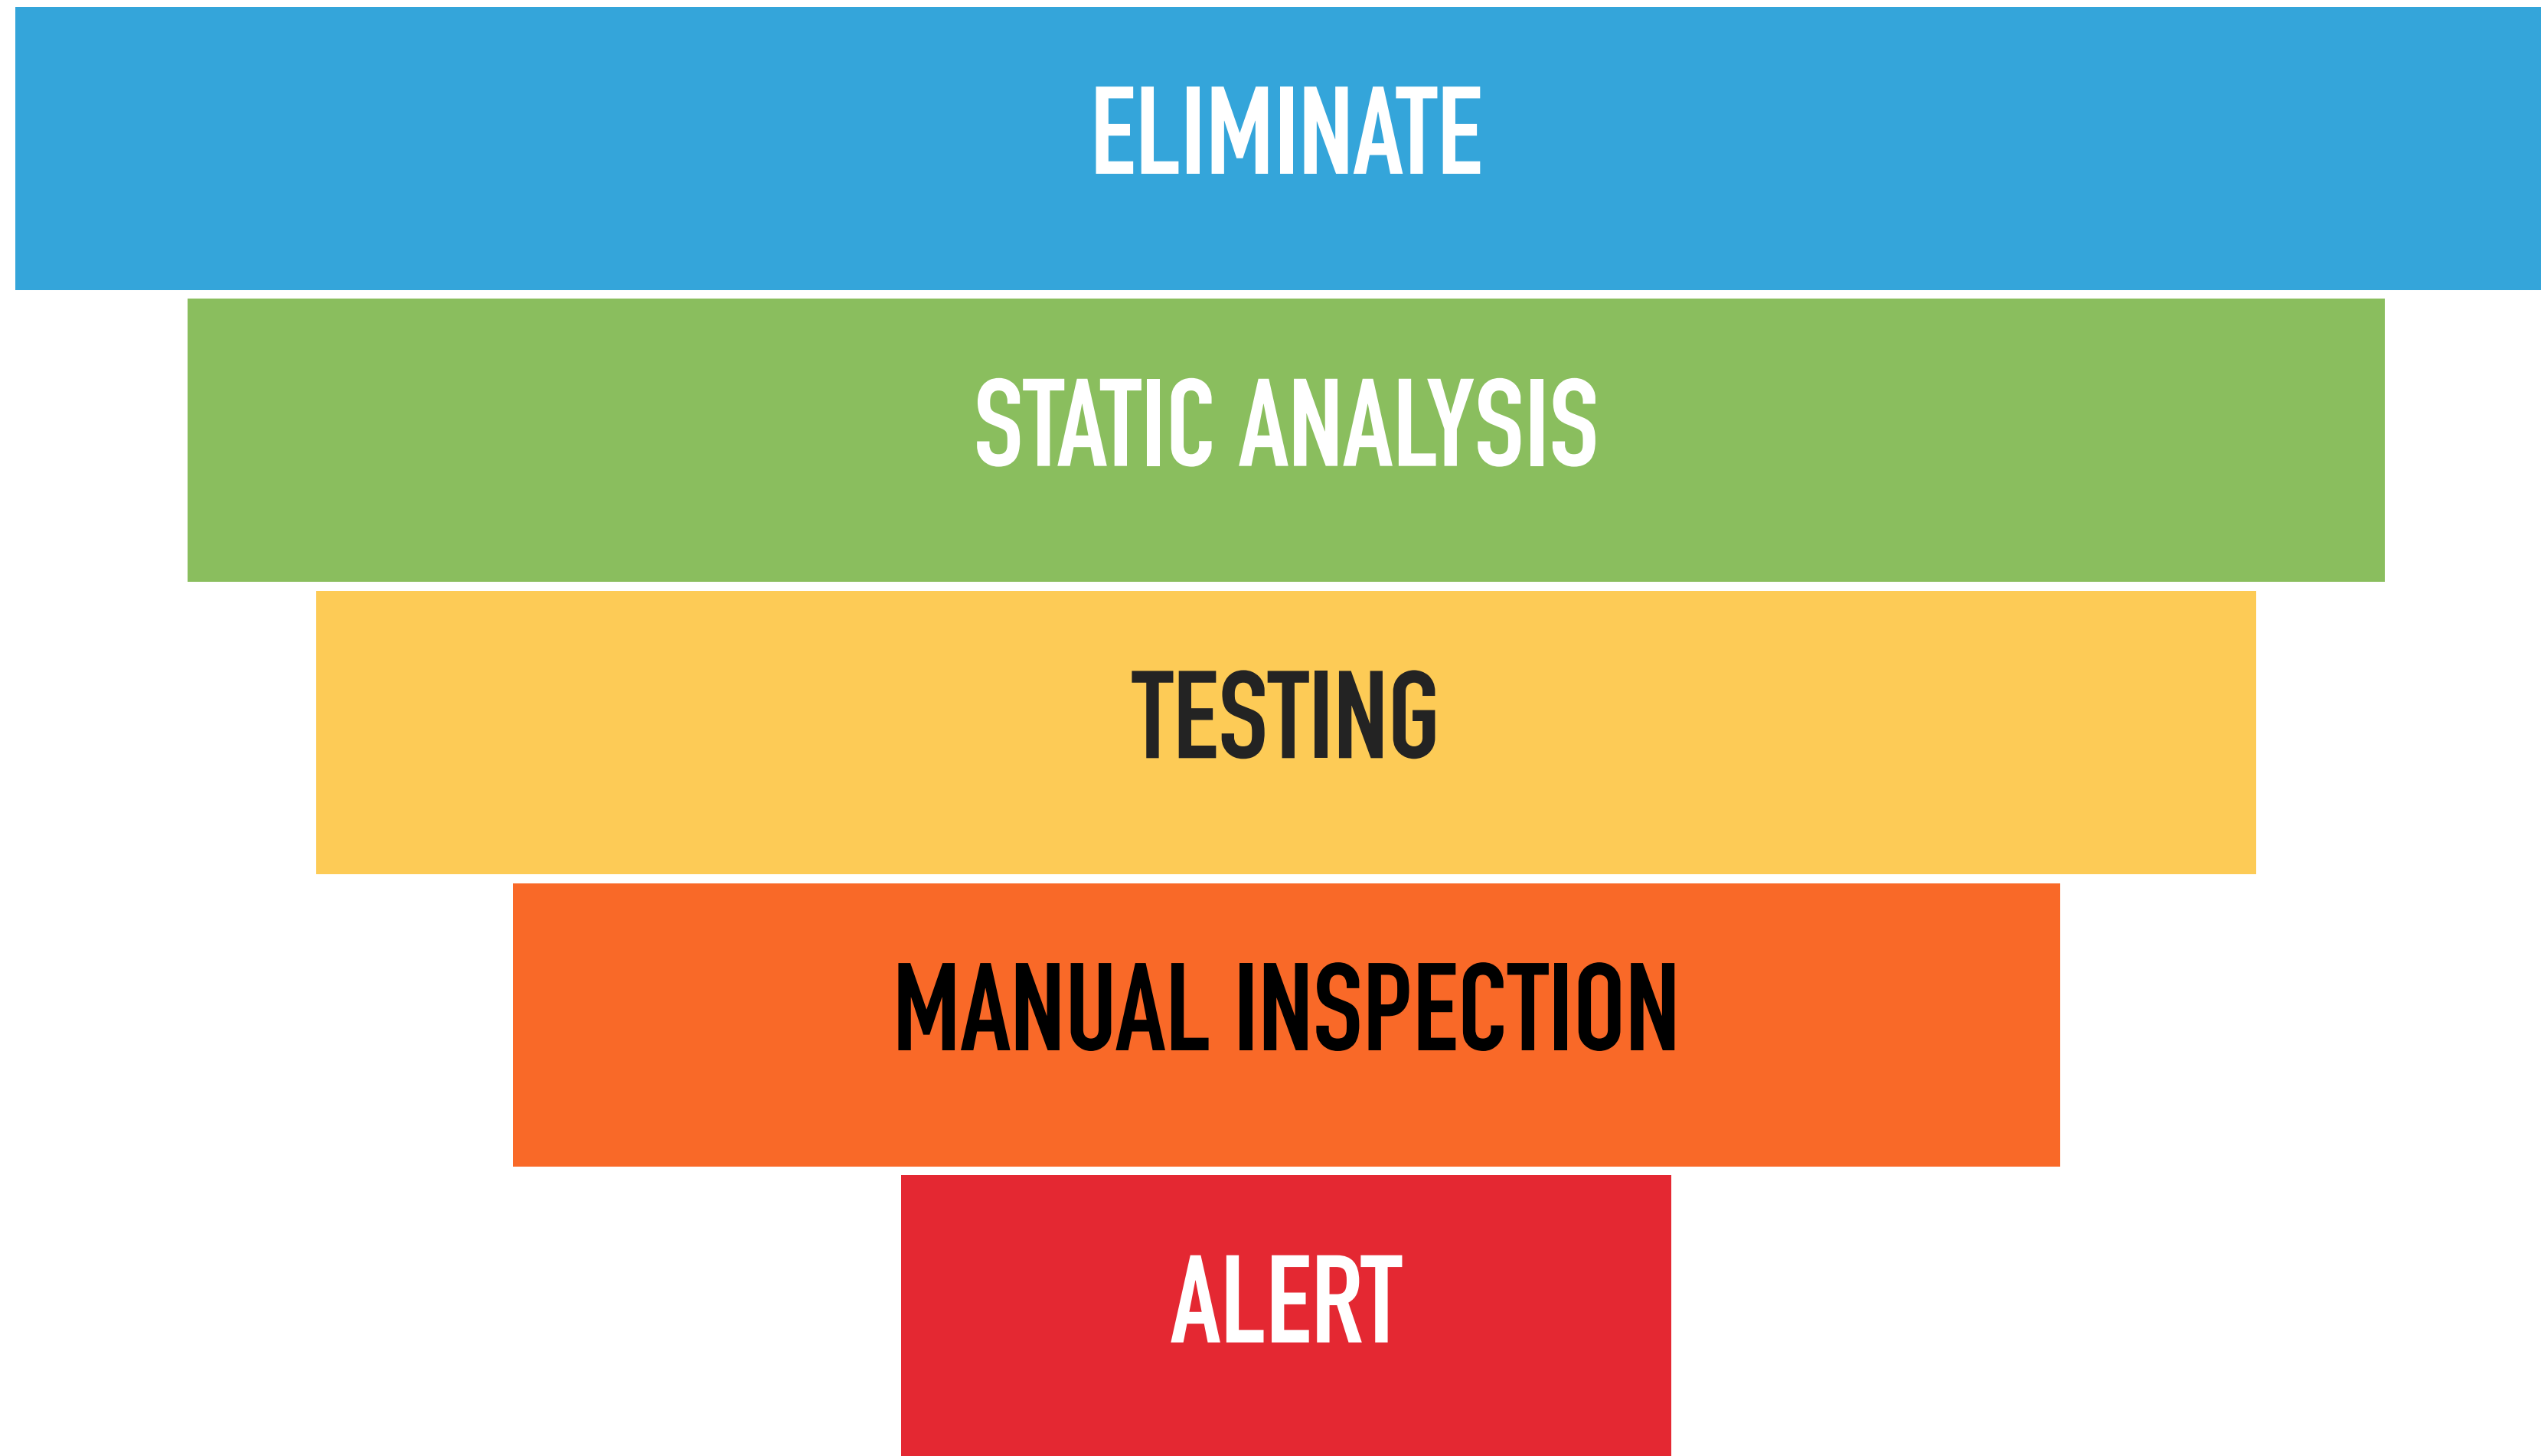 ELIMINATE
STATIC ANALYSIS
TESTING
MANUAL INSPECTION
ALERT